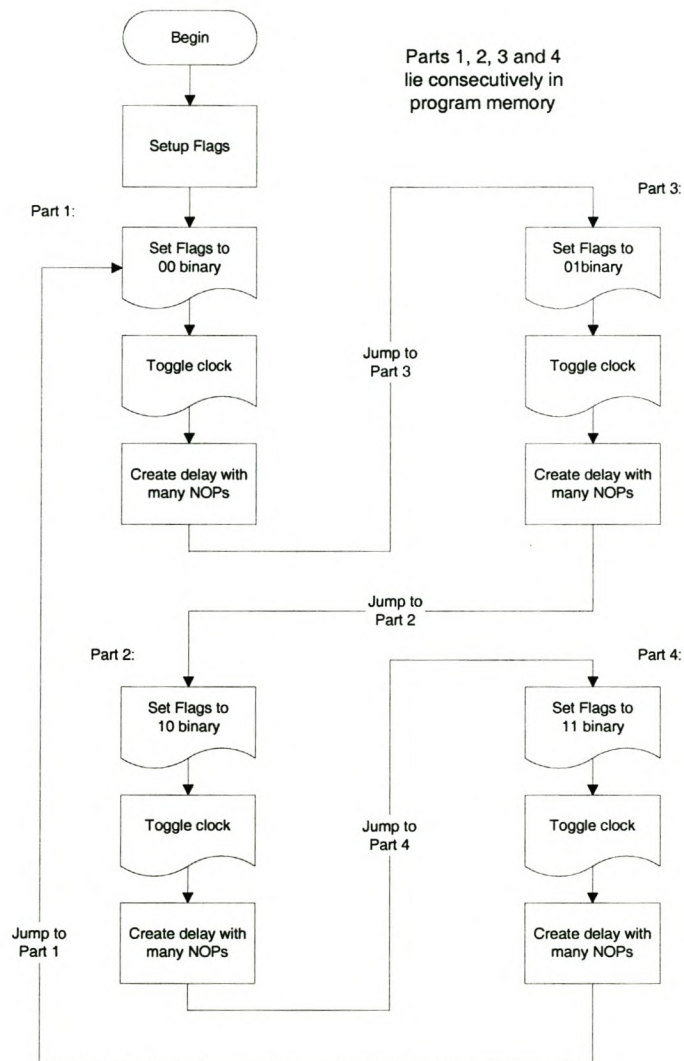 Begin
Parts 1, 2, 3 and 4
lie consecutively in
program memory
Setup Flags
Part 1:
Set Flags to
00 binary
Toggle clock
Create delay with
many NOPs
Jump to
Part 3
Part 3:
Set Flags to
01binary
Toggle clock
Create delay with
many NOPs
Jump to
Part 2
Part 2:
Set Flags to
10 binary
Toggle clock
Create delay with
many NOPs
Jump to
Part 4
Part 4:
Set Flags to
11 binary
Toggle clock
Create delay with
many NOPs
Jump to
Part 1